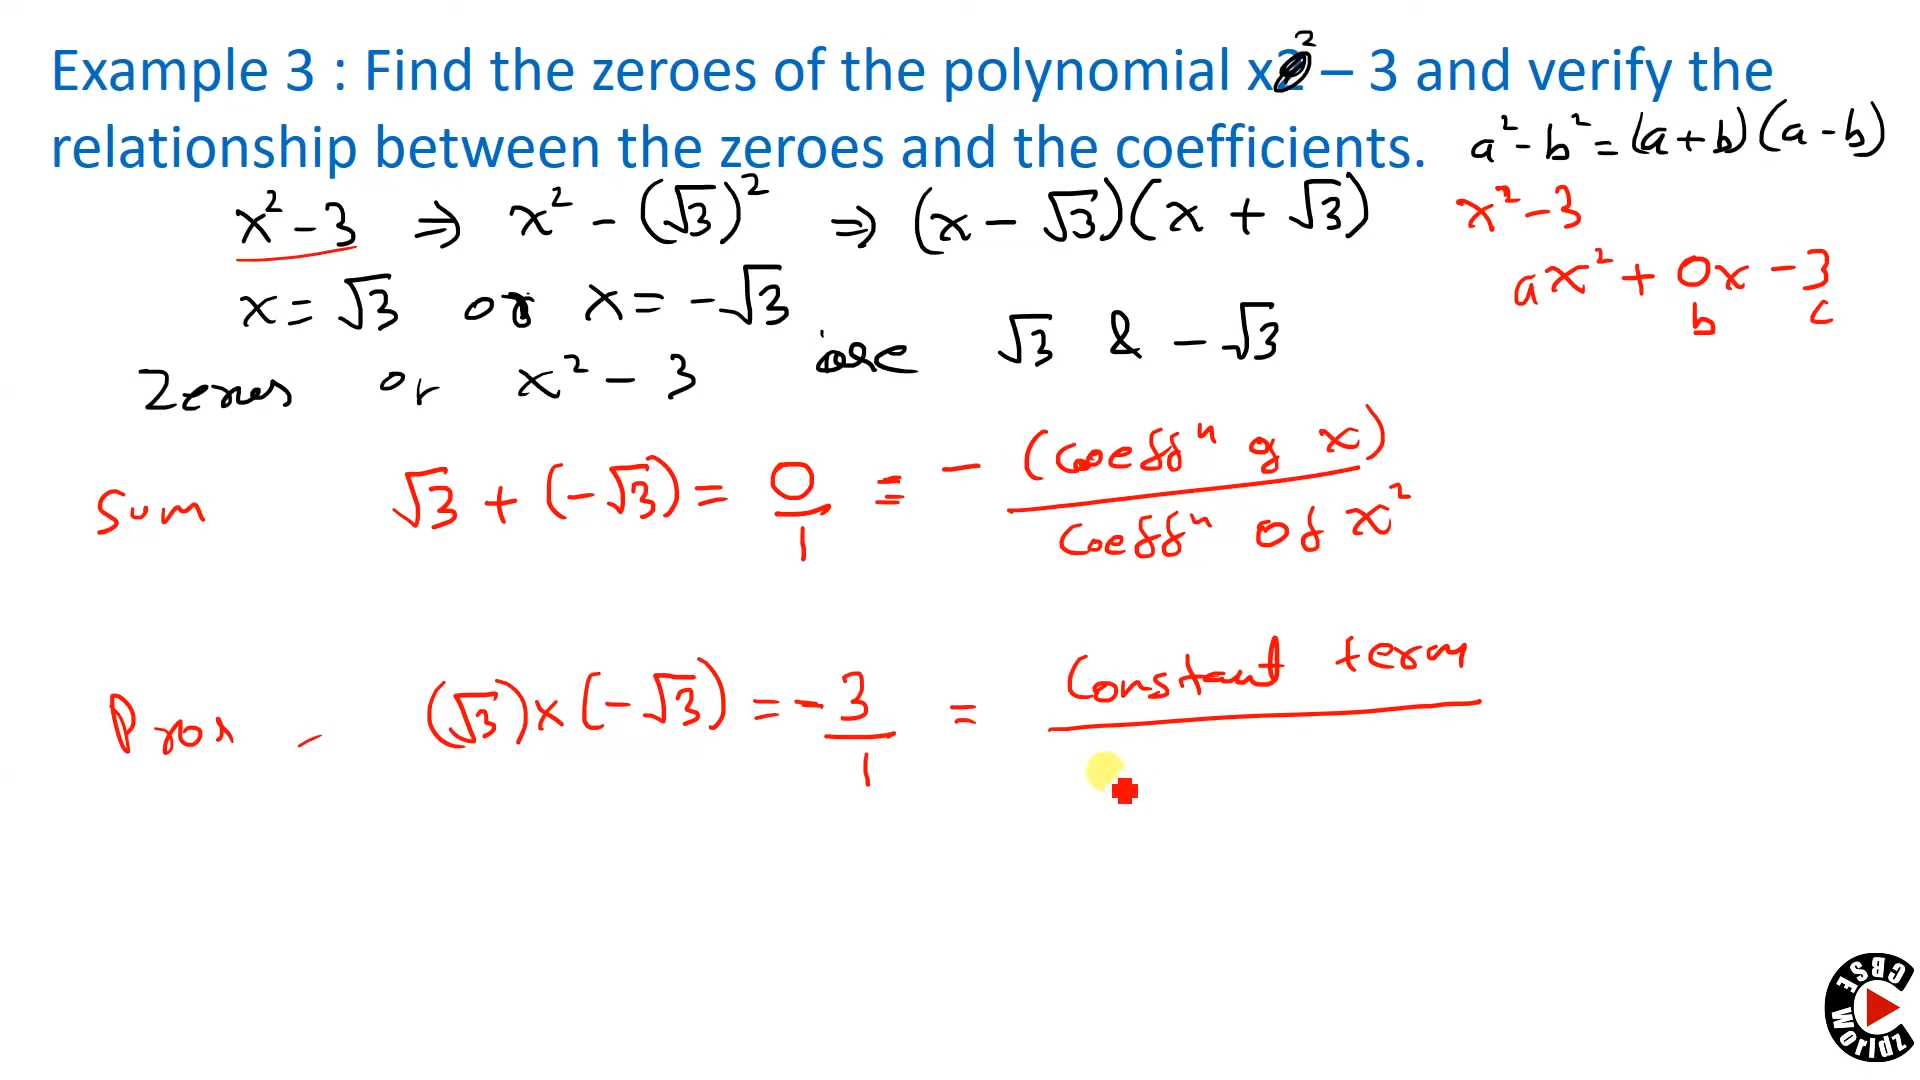 Example 3 : Find the zeroes of the polynomial x² – 3 and verify the
relationship between the zeroes and the coefficients.
a² - b² = (a + b) (a - b)
x² - 3 ⇒ x² - (√3)² ⇒ (x - √3)(x + √3)
x² - 3
ax² + 0x - 3
b c
x = √3 or x = - √3
Zeroes of x² - 3 are √3 & - √3
Sum √3 + (-√3) = 0/1 = - (coeffⁿ of x) / coeffⁿ of x²
(√3) × (-√3) = -3/1 = Constant term
CBSE Worldz